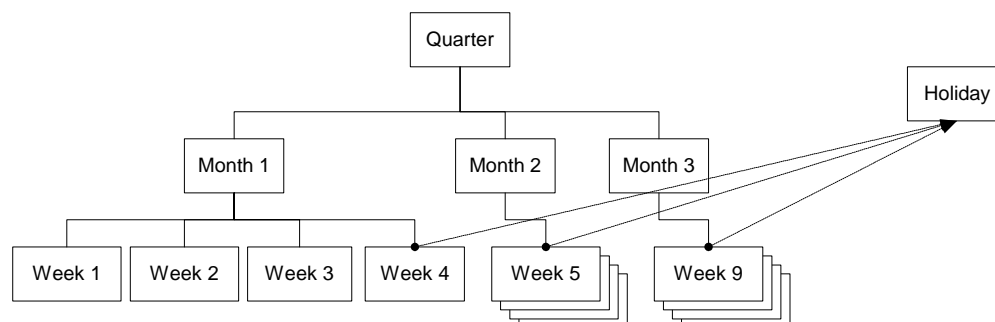 Quarter
Holiday
Month 1
Month 2
Month 3
Week 1
Week 2
Week 3
Week 4
Week 5
Week 9